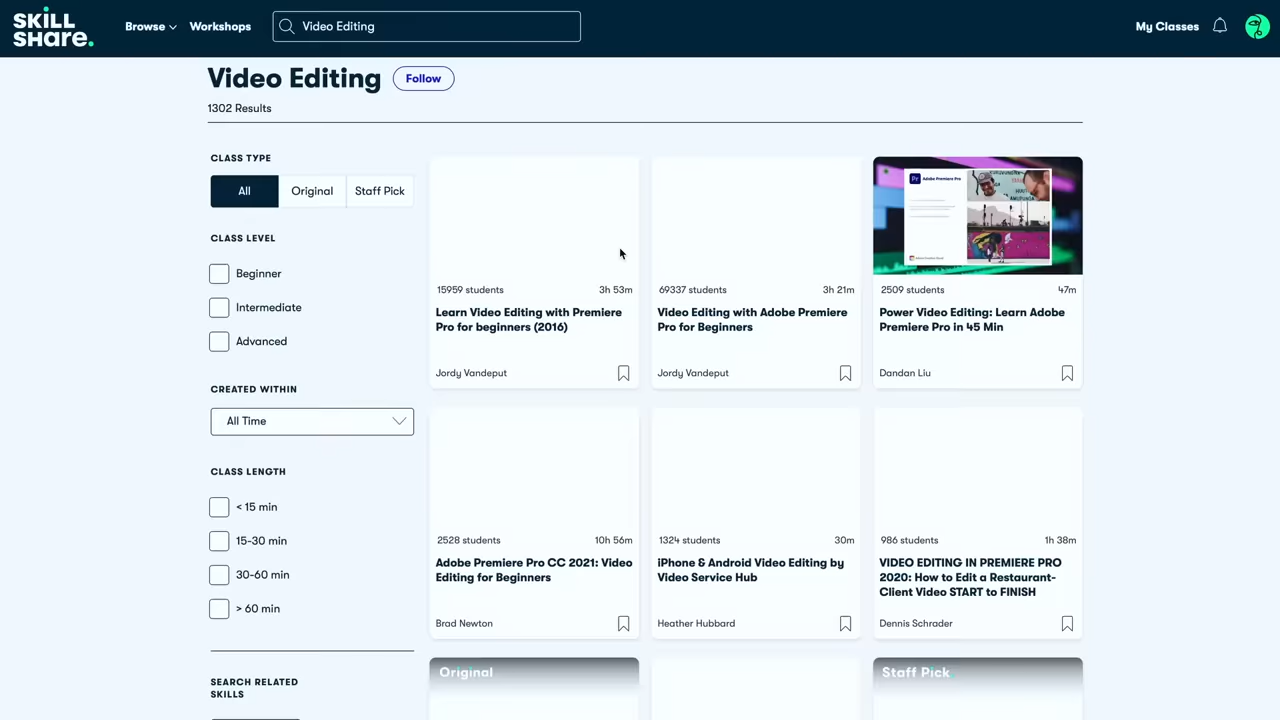 SKILL
SHARE.
Browse
Workshops
Video Editing
My Classes
Video Editing
Follow
1302 Results
CLASS TYPE
All
Original
Staff Pick
CLASS LEVEL
Beginner
Intermediate
Advanced
CREATED WITHIN
All Time
CLASS LENGTH
< 15 min
15-30 min
30-60 min
> 60 min
SEARCH RELATED
SKILLS
15959 students
3h 53m
Learn Video Editing with Premiere
Pro for beginners (2016)
Jordy Vandeput
69337 students
3h 21m
Video Editing with Adobe Premiere
Pro for Beginners
Jordy Vandeput
Pr
Adobe Premiere Pro
2509 students
47m
Power Video Editing: Learn Adobe
Premiere Pro in 45 Min
Dandan Liu
2528 students
10h 56m
Adobe Premiere Pro CC 2021: Video
Editing for Beginners
Brad Newton
1324 students
30m
iPhone & Android Video Editing by
Video Service Hub
Heather Hubbard
986 students
1h 38m
VIDEO EDITING IN PREMIERE PRO
2020: How to Edit a Restaurant-
Client Video START to FINISH
Dennis Schrader
Original
Staff Pick.